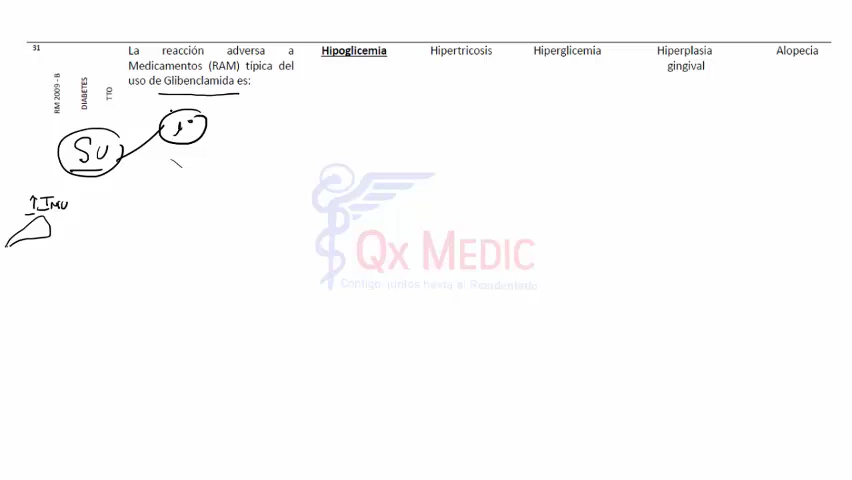 31
La reacción adversa a
Medicamentos (RAM) típica del
uso de Glibenclamida es:
Hipoglicemia
Hipertricosis
Hiperglicemia
Hiperplasia
gingival
Alopecia
RM 2009 - B
DIABETES
TTO
SU
1°
QX MEDIC
Contigo, juntos hacia el Residentado